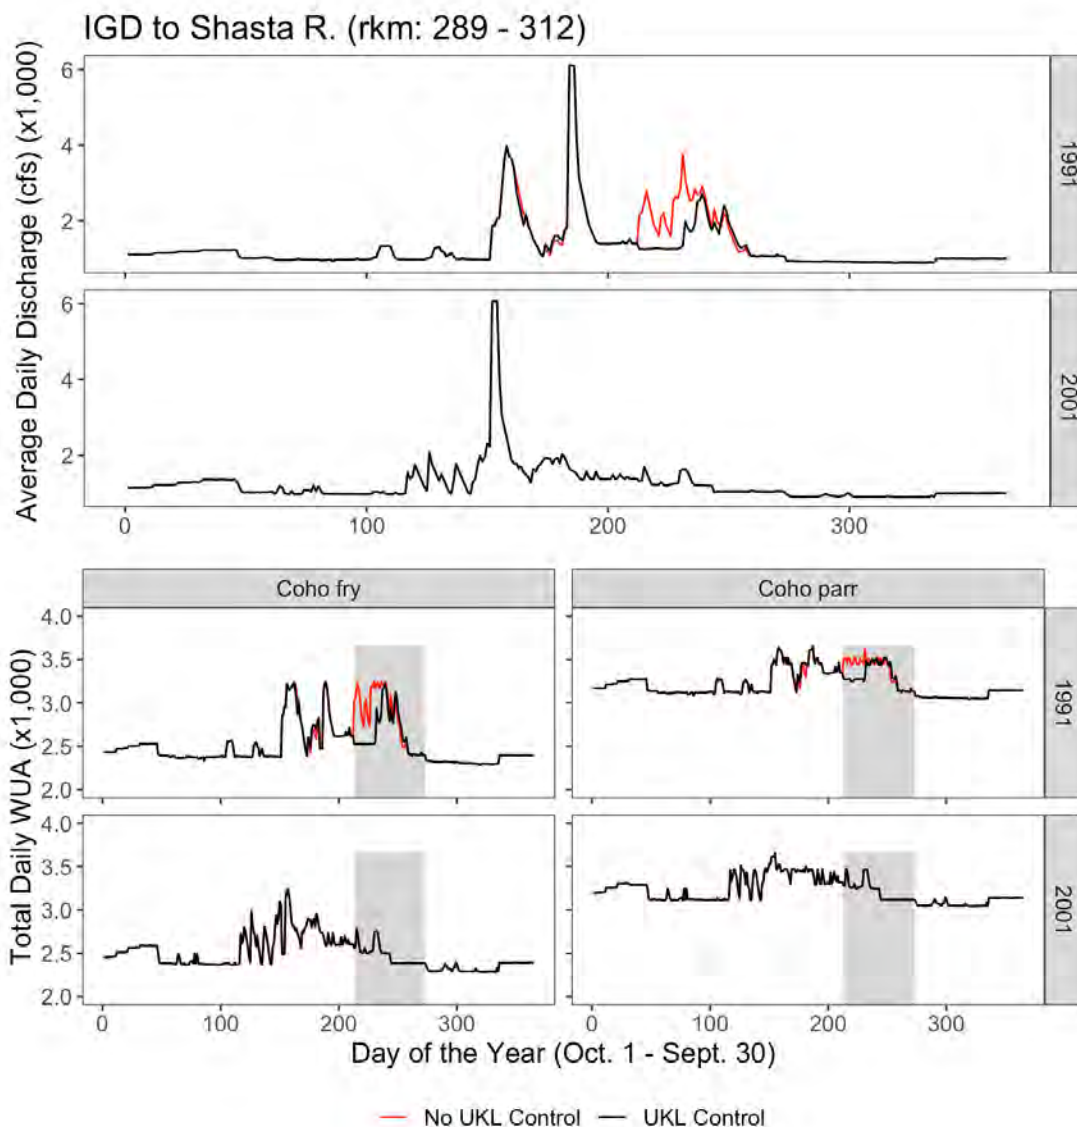 IGD to Shasta R. (rkm: 289 - 312)
Average Daily Discharge (cfs) (x1,000)
6
4
2
1991
6
4
2
2001
0 100 200 300
Coho fry Coho parr
Total Daily WUA (x1,000)
4.0
3.5
3.0
2.5
2.0
1991
4.0
3.5
3.0
2.5
2.0
2001
0 100 200 300 0 100 200 300
Day of the Year (Oct. 1 - Sept. 30)
No UKL Control UKL Control